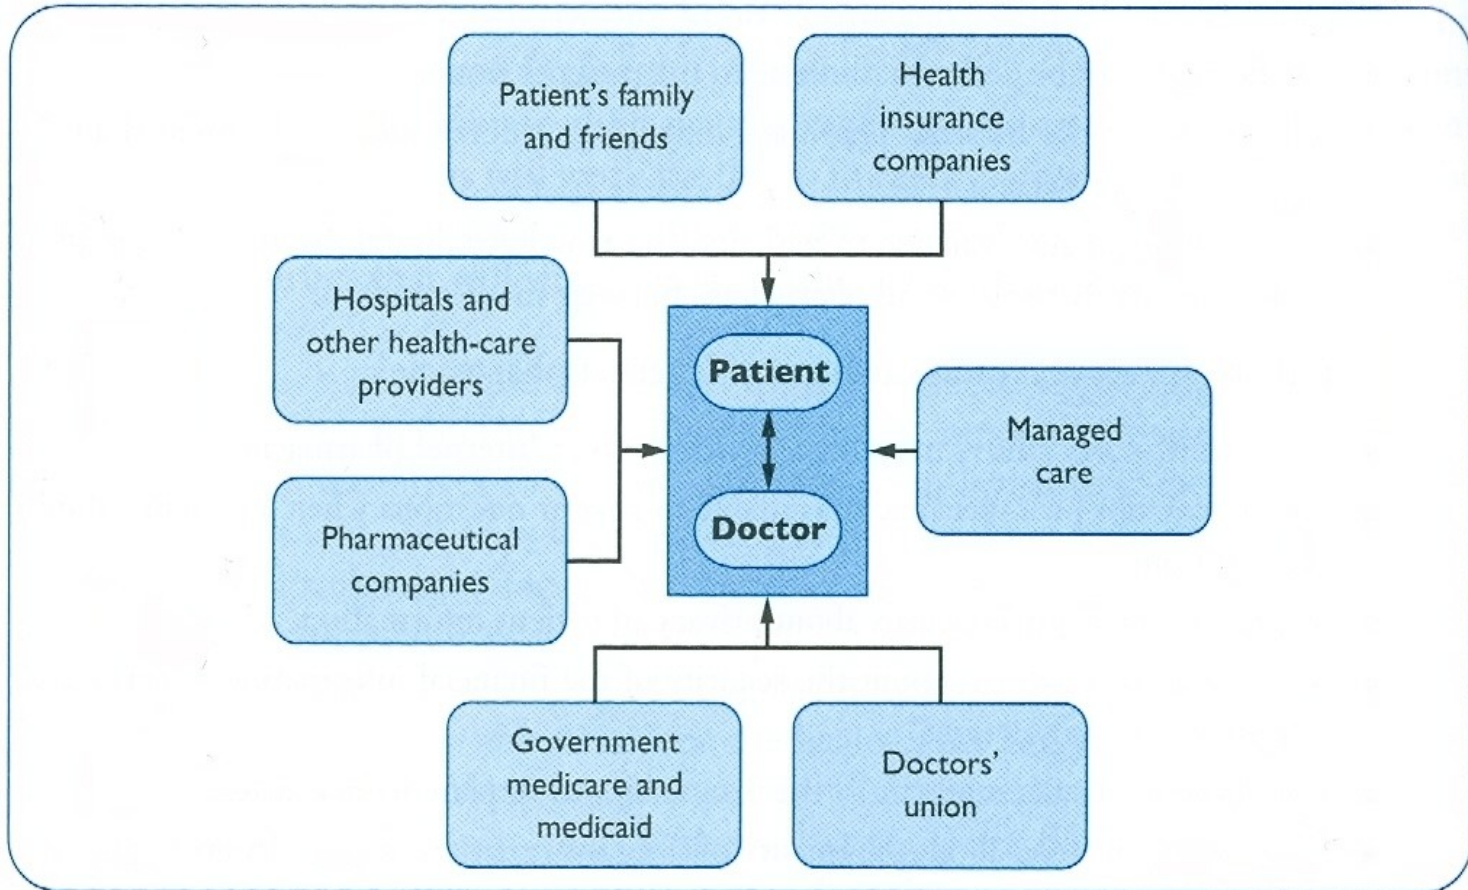 Patient's family
and friends
Health
insurance
companies
Hospitals and
other health-care
providers
Patient
Managed
care
Doctor
Pharmaceutical
companies
Government
medicare and
medicaid
Doctors'
union